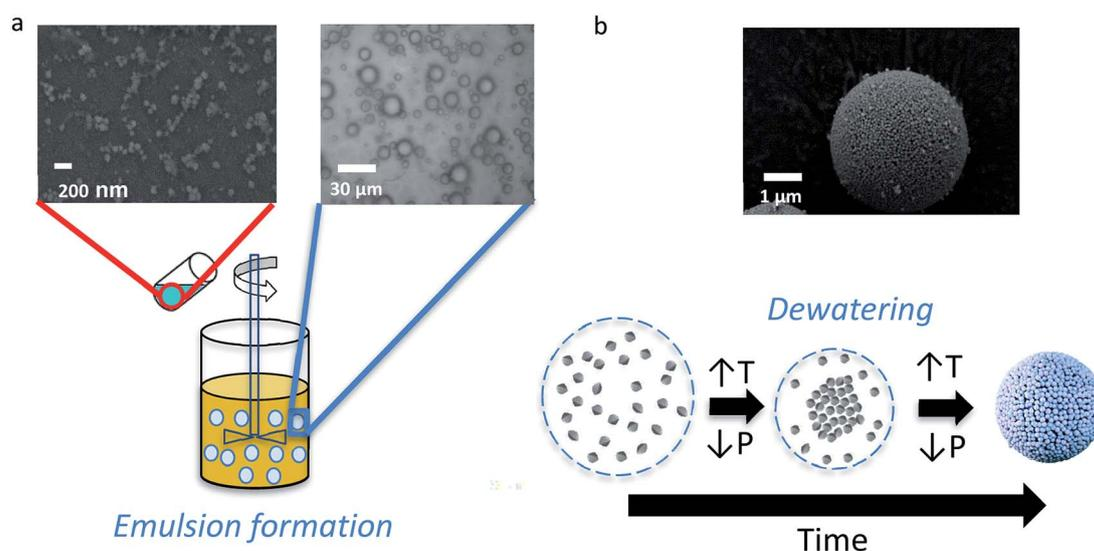 a
200 nm
30 μm
Emulsion formation
b
1 μm
Dewatering
↑T
↓P
↑T
↓P
Time